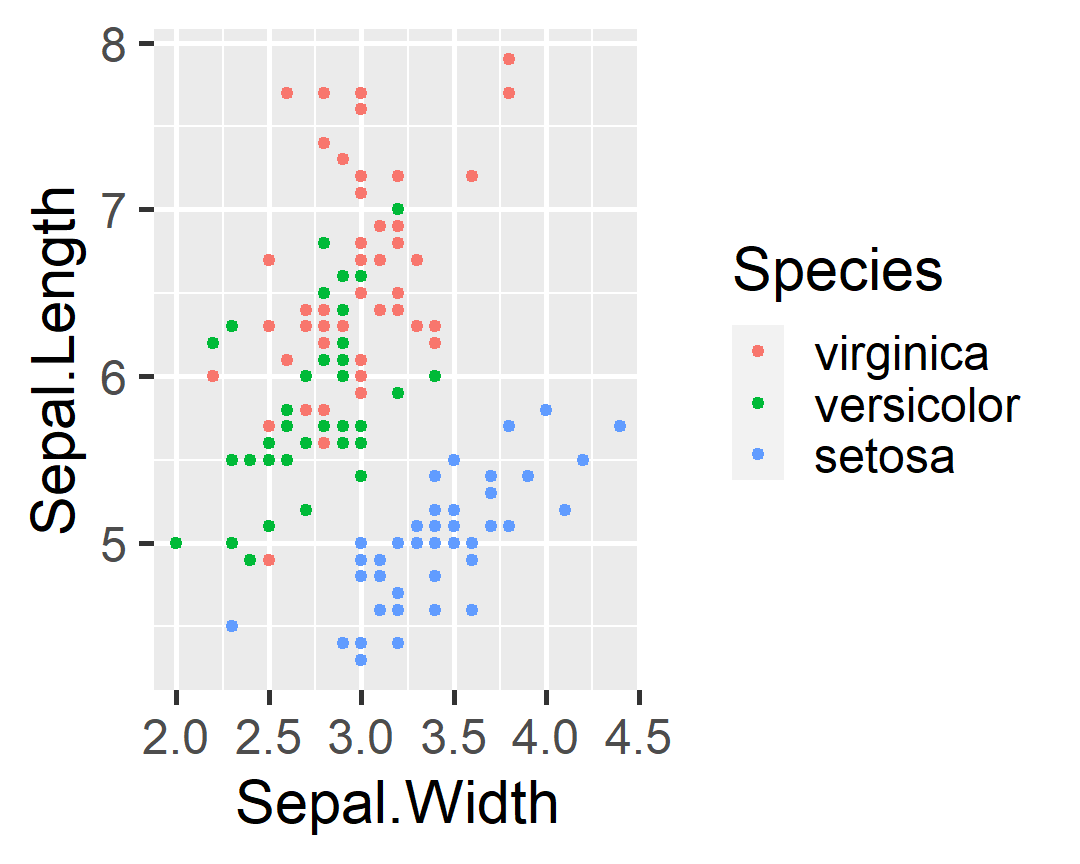 8
7
6
5
Sepal.Length
2.0 2.5 3.0 3.5 4.0 4.5
Sepal.Width
Species
virginica
versicolor
setosa